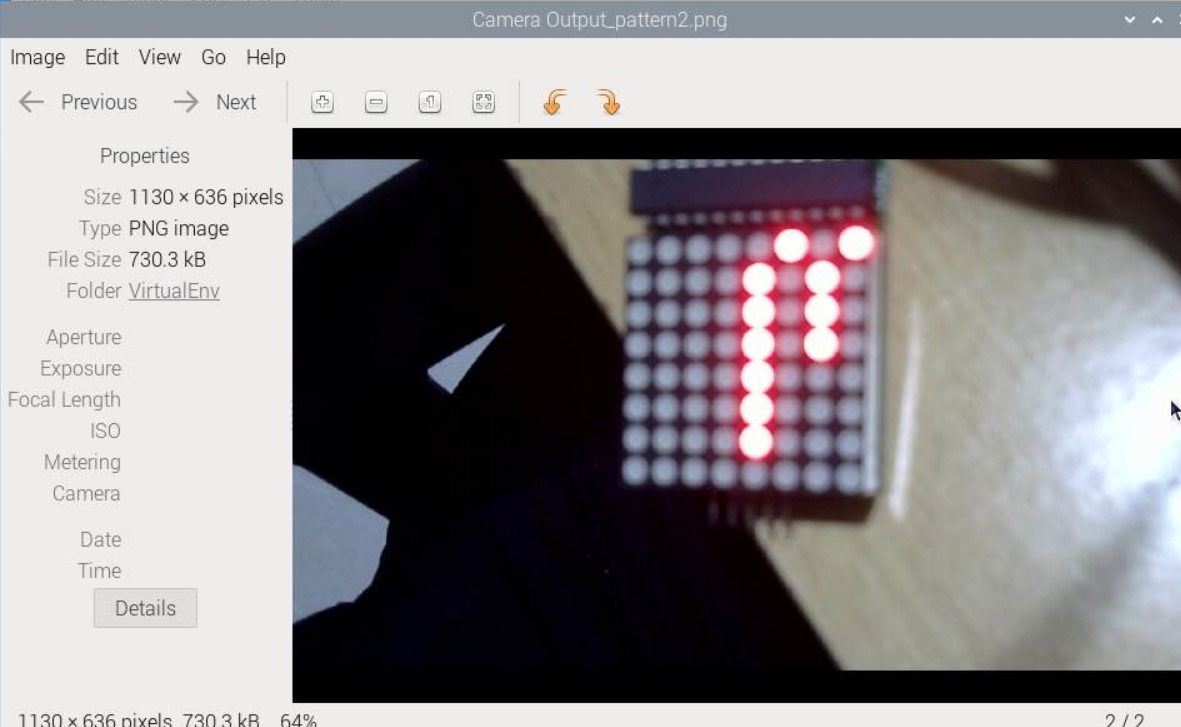 Camera Output_pattern2.png
Image Edit View Go Help
Previous Next
Properties
Size 1130 × 636 pixels
Type PNG image
File Size 730.3 kB
Folder VirtualEnv
Aperture
Exposure
Focal Length
ISO
Metering
Camera
Date
Time
Details
1130 × 636 pixels 730.3 kB 64%
2 / 2